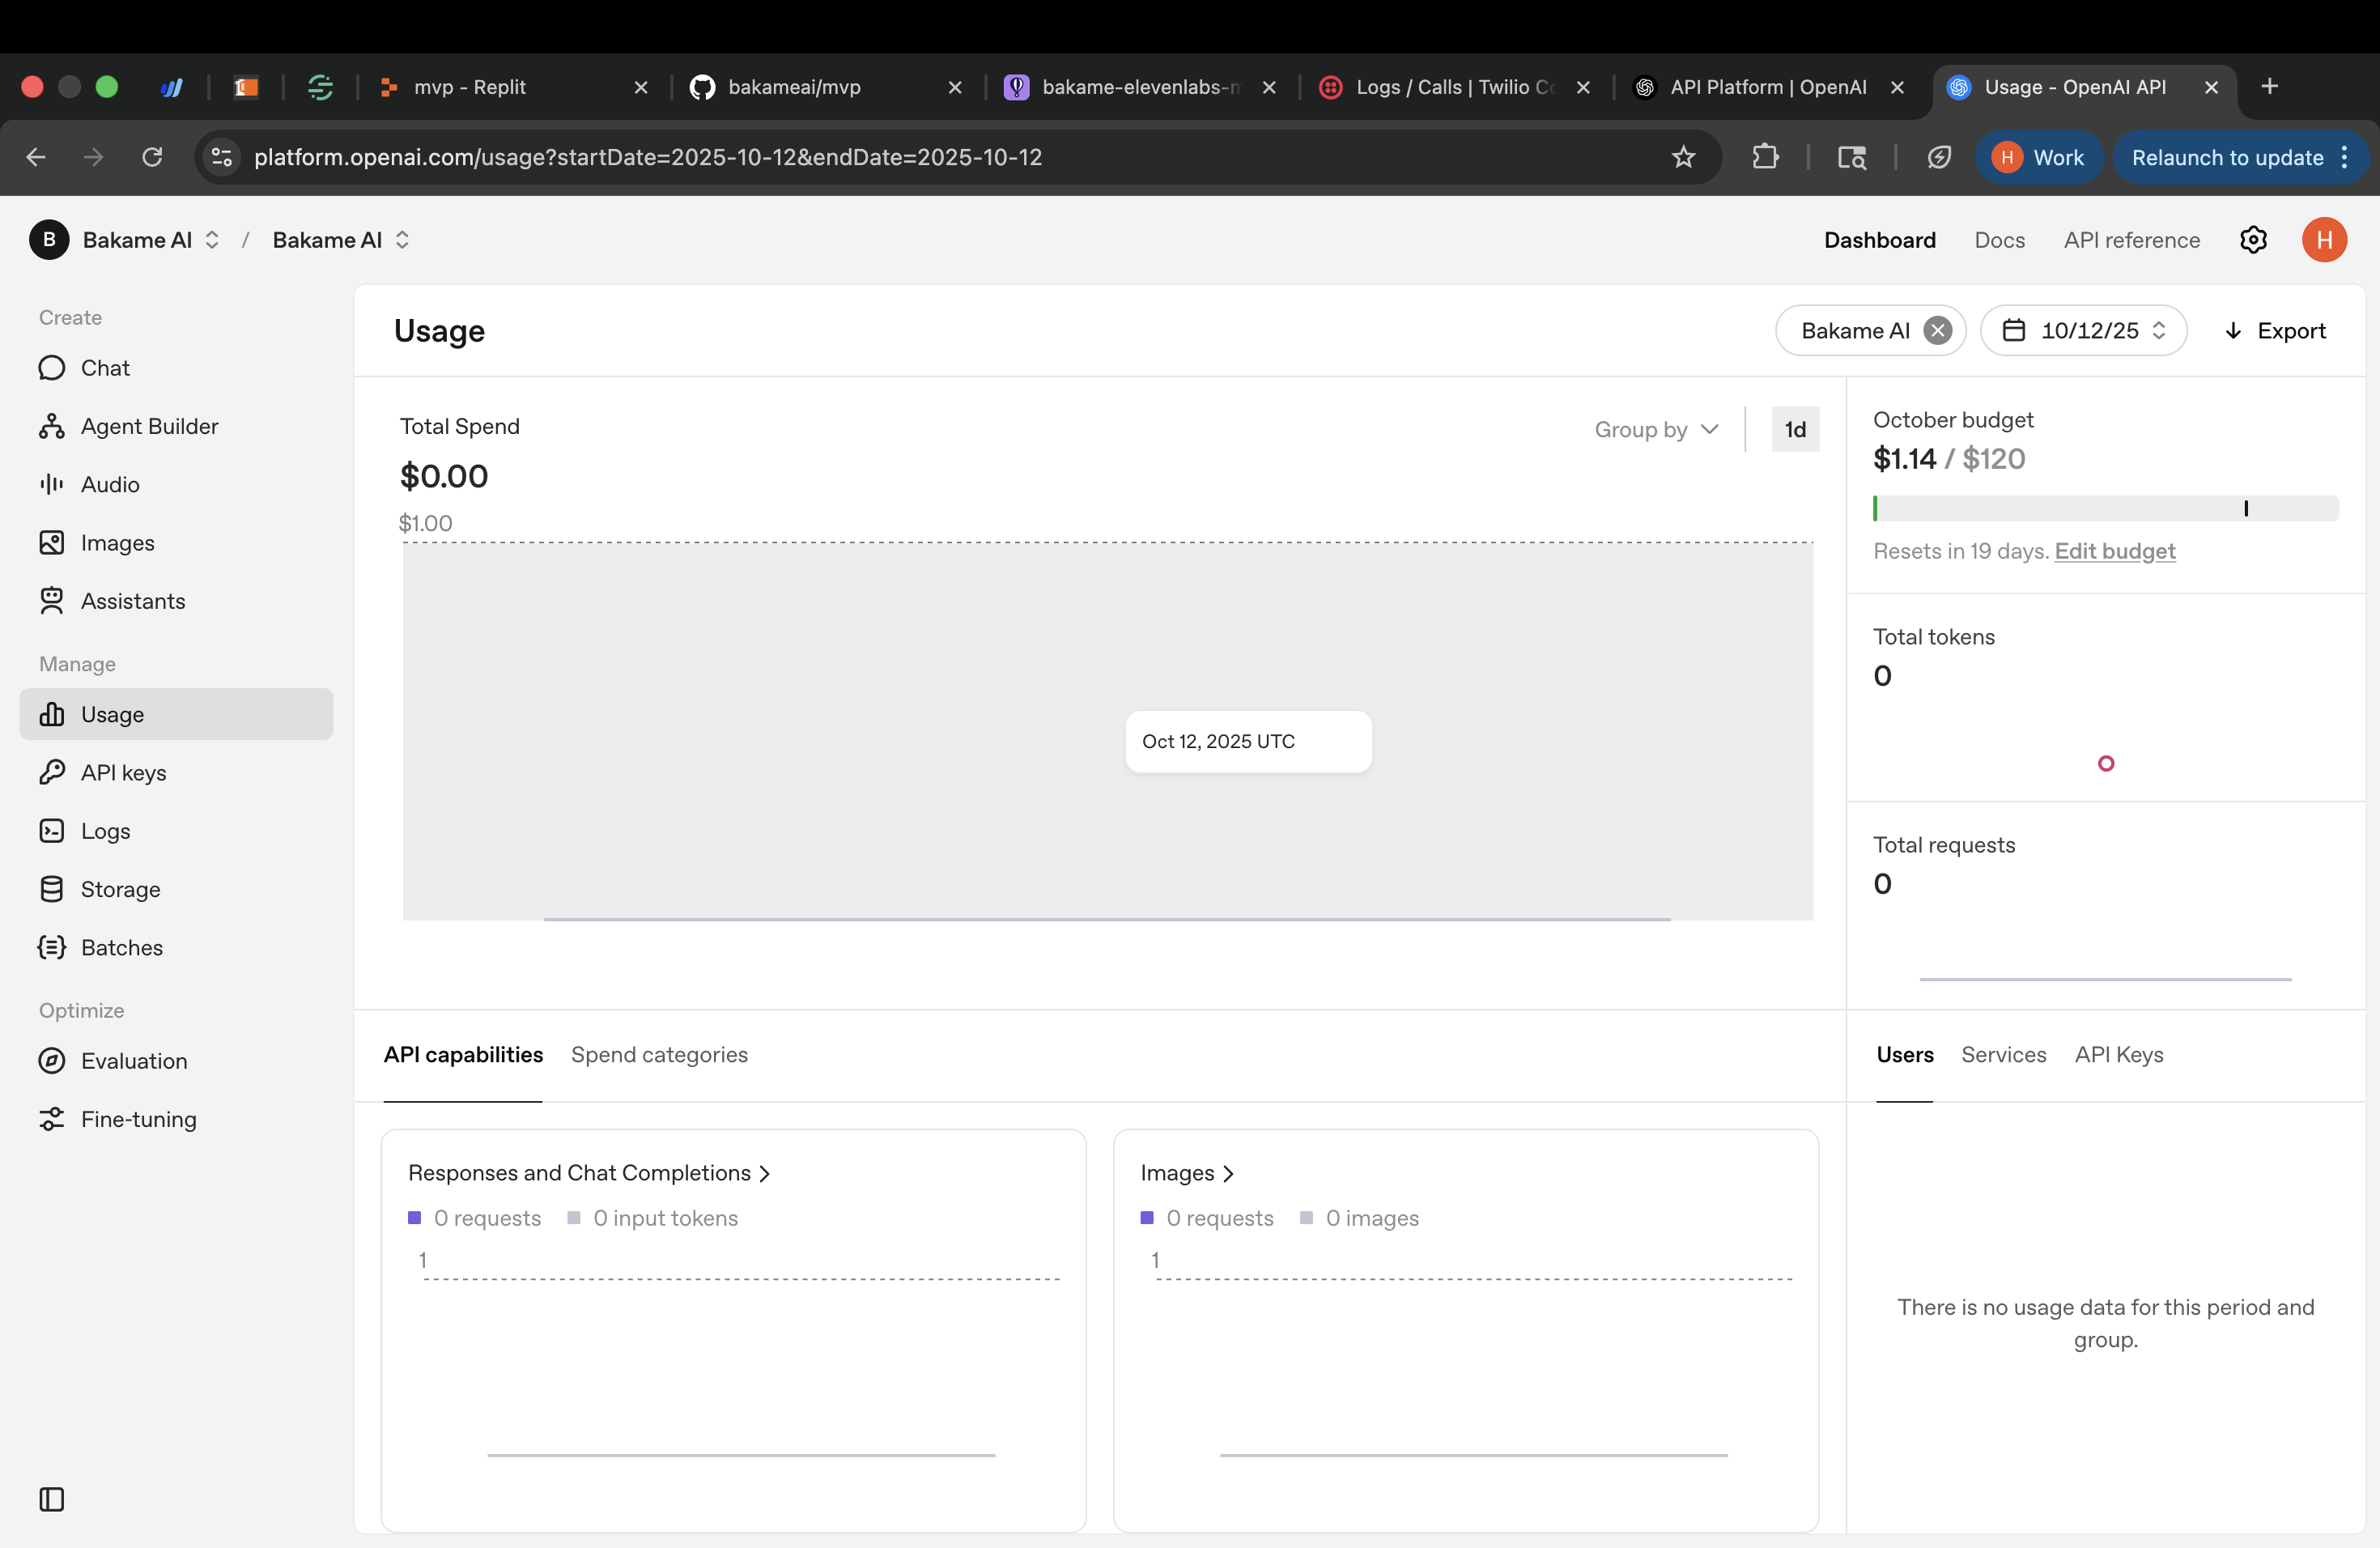 mvp - Replit
bakameai/mvp
bakame-elevenlabs-m
Logs / Calls | Twilio Co
API Platform | OpenAI
Usage - OpenAI API
platform.openai.com/usage?startDate=2025-10-12&endDate=2025-10-12
H Work
Relaunch to update
B Bakame AI / Bakame AI
Dashboard
Docs
API reference
H
Create
Chat
Agent Builder
Audio
Images
Assistants
Manage
Usage
API keys
Logs
Storage
Batches
Optimize
Evaluation
Fine-tuning
Usage
Bakame AI
10/12/25
Export
Total Spend
Group by
1d
$0.00
$1.00
Oct 12, 2025 UTC
October budget
$1.14 / $120
Resets in 19 days. Edit budget
Total tokens
0
Total requests
0
API capabilities
Spend categories
Users
Services
API Keys
Responses and Chat Completions
0 requests
0 input tokens
1
Images
0 requests
0 images
1
There is no usage data for this period and
group.